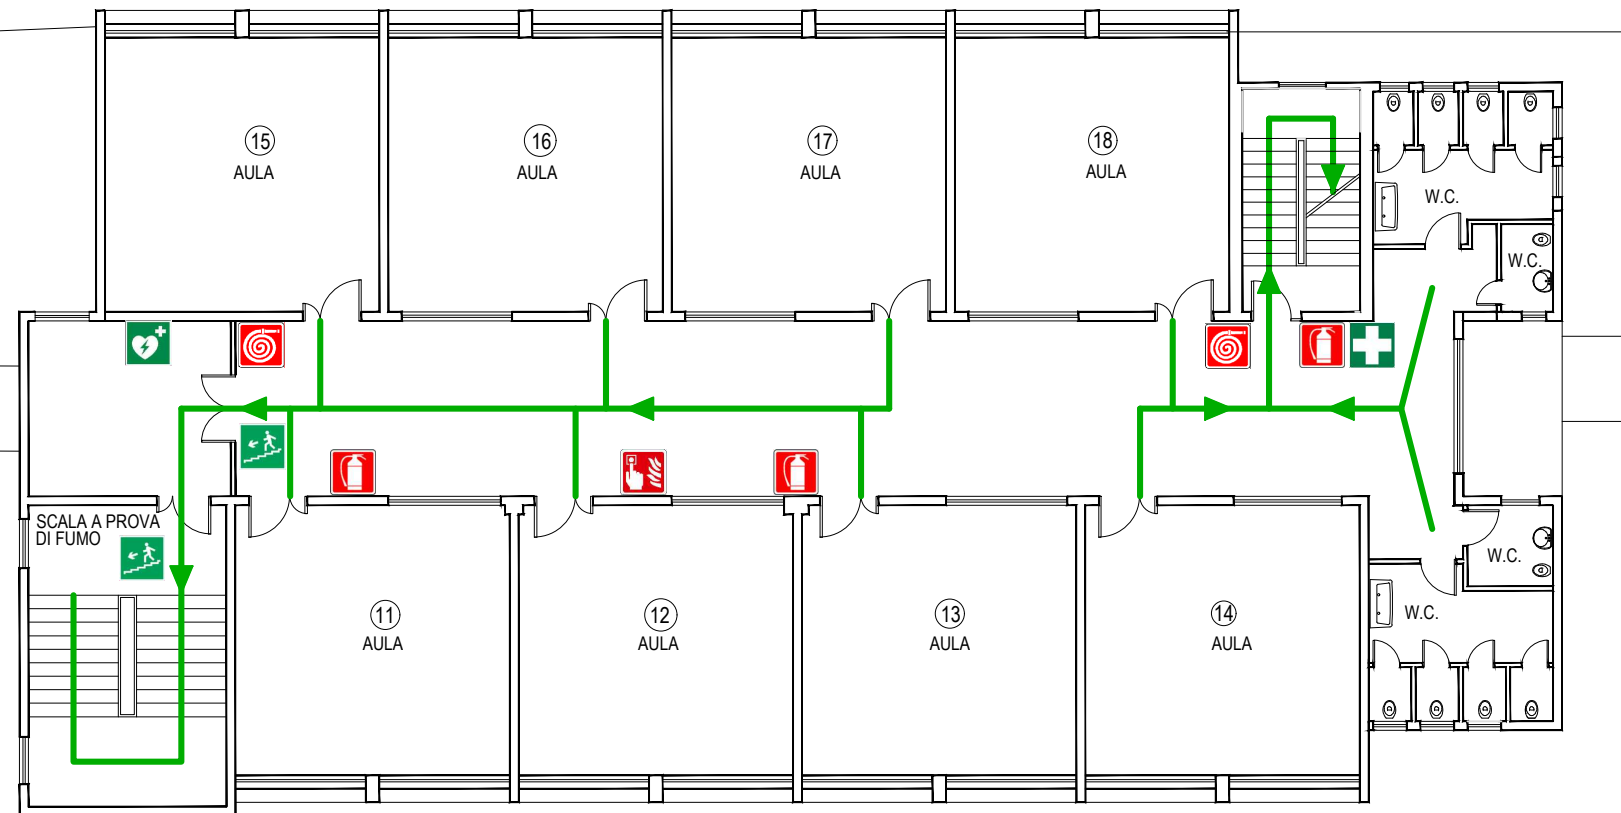 15
AULA
16
AULA
17
AULA
18
AULA
W.C.
W.C.
SCALA A PROVA
DI FUMO
11
AULA
12
AULA
13
AULA
14
AULA
W.C.
W.C.